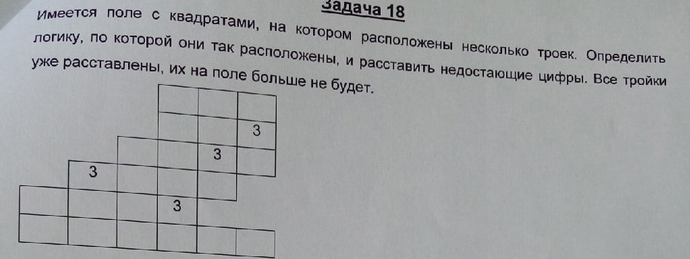 Задача 18
Имеется поле с квадратами, на котором расположены несколько троек. Определить
логику, по которой они так расположены, и расставить недостающие цифры. Все тройки
уже расставлены, их на поле больше не будет.
3
3
3
3